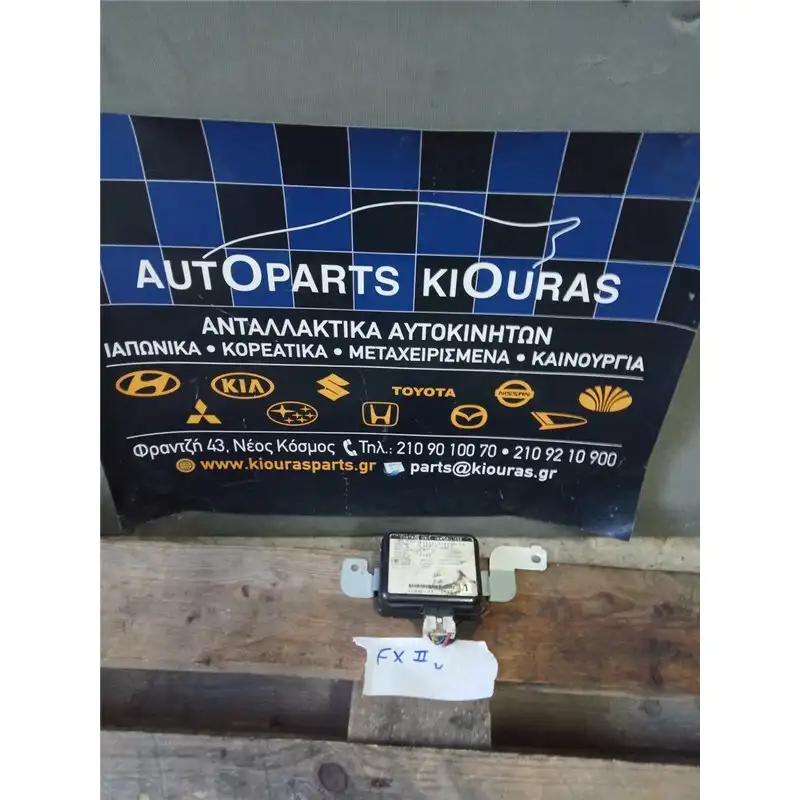 AUTOPARTS KIOURAS
ΑΝΤΑΛΛΑΚΤΙΚΑ ΑΥΤΟΚΙΝΗΤΩΝ
ΙΑΠΩΝΙΚΑ • ΚΟΡΕΑΤΙΚΑ • ΜΕΤΑΧΕΙΡΙΣΜΕΝΑ • ΚΑΙΝΟΥΡΓΙΑ
KIA TOYOTA NISSAN
Φραντζή 43, Νέος Κόσμος Τηλ.: 210 90 100 70 • 210 92 10 900
www.kiourasparts.gr parts@kiouras.gr
FX II